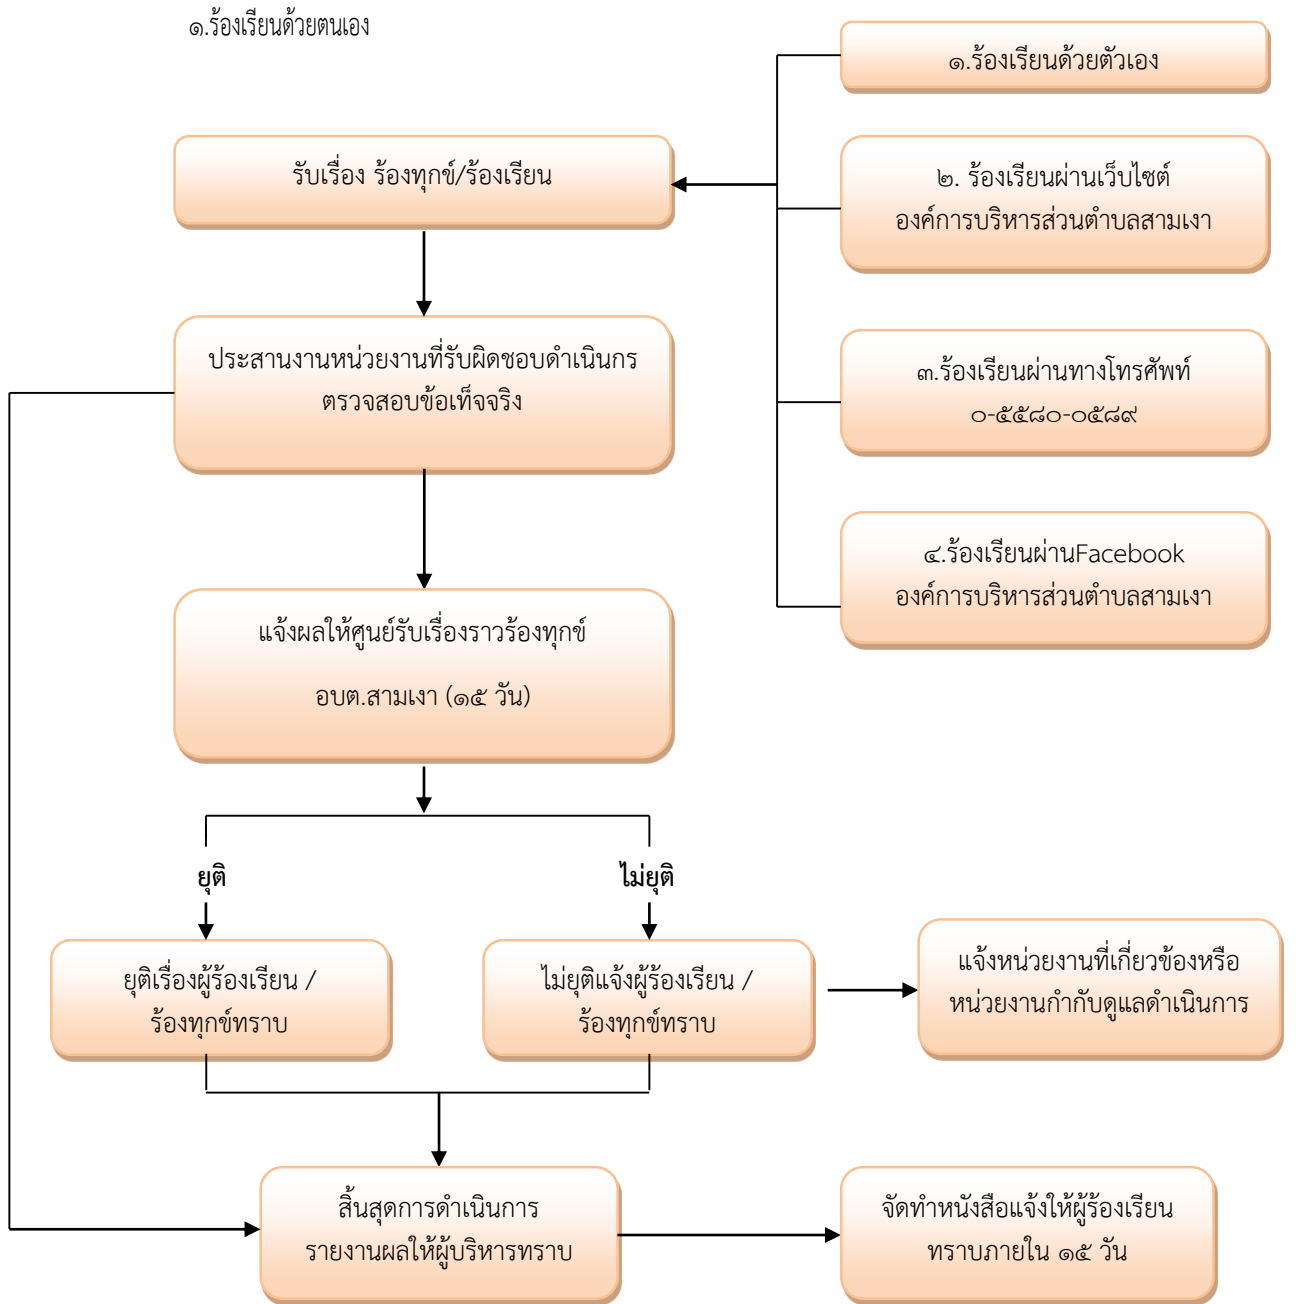 ๑.ร้องเรียนด้วยตนเอง
๑.ร้องเรียนด้วยตัวเอง
รับเรื่อง ร้องทุกข์/ร้องเรียน
๒. ร้องเรียนผ่านเว็บไซต์
องค์การบริหารส่วนตำบลสามเงา
ประสานงานหน่วยงานที่รับผิดชอบดำเนินกร
ตรวจสอบข้อเท็จจริง
๓.ร้องเรียนผ่านทางโทรศัพท์
๐-๕๕๘๐-๐๕๘๙
๔.ร้องเรียนผ่านFacebook
องค์การบริหารส่วนตำบลสามเงา
แจ้งผลให้ศูนย์รับเรื่องราวร้องทุกข์
อบต.สามเงา (๑๕ วัน)
ยุติ
ไม่ยุติ
ยุติเรื่องผู้ร้องเรียน /
ร้องทุกข์ทราบ
ไม่ยุติแจ้งผู้ร้องเรียน /
ร้องทุกข์ทราบ
แจ้งหน่วยงานที่เกี่ยวข้องหรือ
หน่วยงานกำกับดูแลดำเนินการ
สิ้นสุดการดำเนินการ
รายงานผลให้ผู้บริหารทราบ
จัดทำหนังสือแจ้งให้ผู้ร้องเรียน
ทราบภายใน ๑๕ วัน